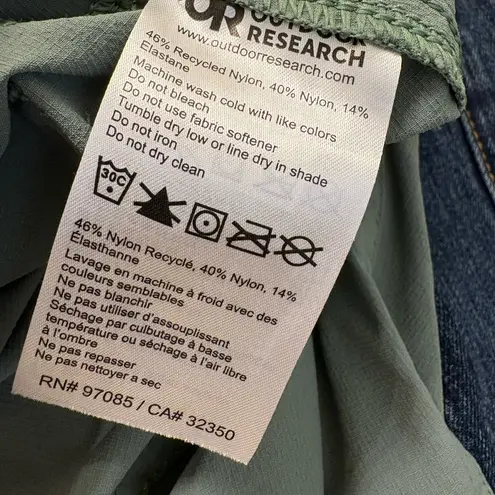 OR OUTDOOR
RESEARCH
www.outdoorresearch.com
46% Recycled Nylon, 40% Nylon, 14%
Elastane
Machine wash cold with like colors
Do not bleach
Do not use fabric softener
Tumble dry low or line dry in shade
Do not iron
Do not dry clean
30C
46% Nylon Recyclé, 40% Nylon, 14%
Élasthanne
Lavage en machine à froid avec des
couleurs semblables
Ne pas blanchir
Ne pas utiliser d'assouplissant
Séchage par culbutage à basse
température ou séchage à l'air libre
à l'ombre
Ne pas repasser
Ne pas nettoyer a sec
RN# 97085 / CA# 32350